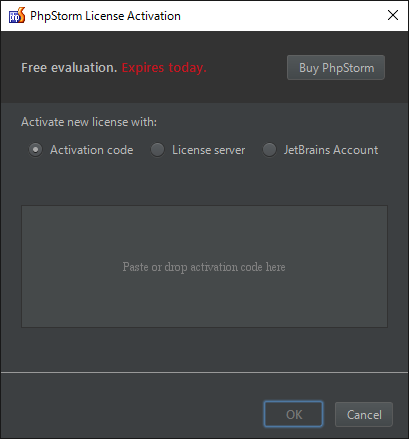 PhpStorm License Activation
Free evaluation. Expires today.
Buy PhpStorm
Activate new license with:
Activation code License server JetBrains Account
Paste or drop activation code here
OK Cancel